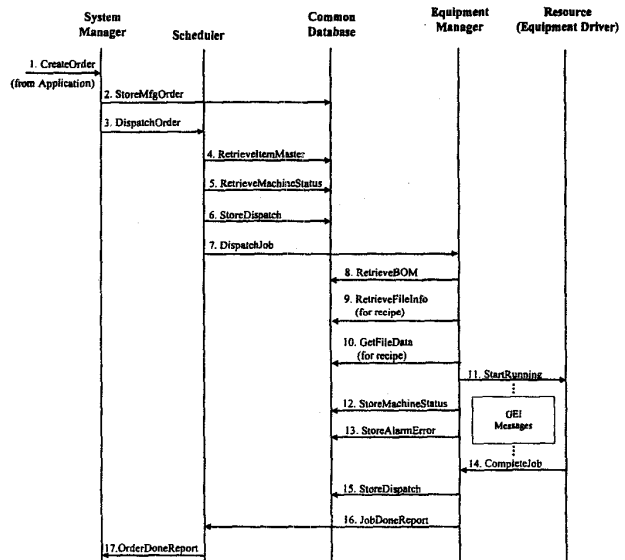 System Manager
Scheduler
Common Database
Equipment Manager
Resource (Equipment Driver)
1. CreateOrder
(from Application)
2. StoreMfgOrder
3. DispatchOrder
4. RetrieveItemMaster
5. RetrieveMachineStatus
6. StoreDispatch
7. DispatchJob
8. RetrieveBOM
9. RetrieveFileInfo
(for recipe)
10. GetFileData
(for recipe)
11. StartRunning
12. StoreMachineStatus
GEI
Messages
13. StoreAlarmError
14. CompleteJob
15. StoreDispatch
16. JobDoneReport
17.OrderDoneReport